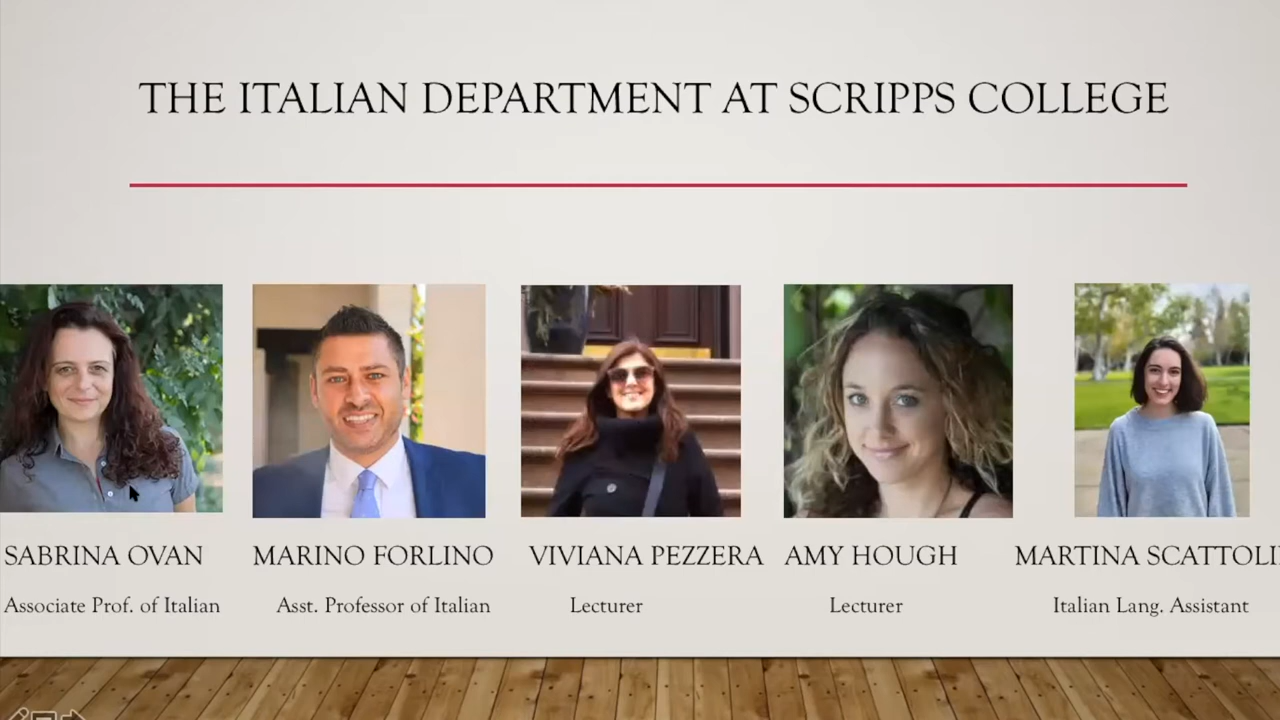 THE ITALIAN DEPARTMENT AT SCRIPPS COLLEGE
SABRINA OVAN
MARINO FORLINO
VIVIANA PEZZERA
AMY HOUGH
MARTINA
Associate Prof. of Italian
Asst. Professor of Italian
Lecturer
Lecturer
Italian Lang. Assistant